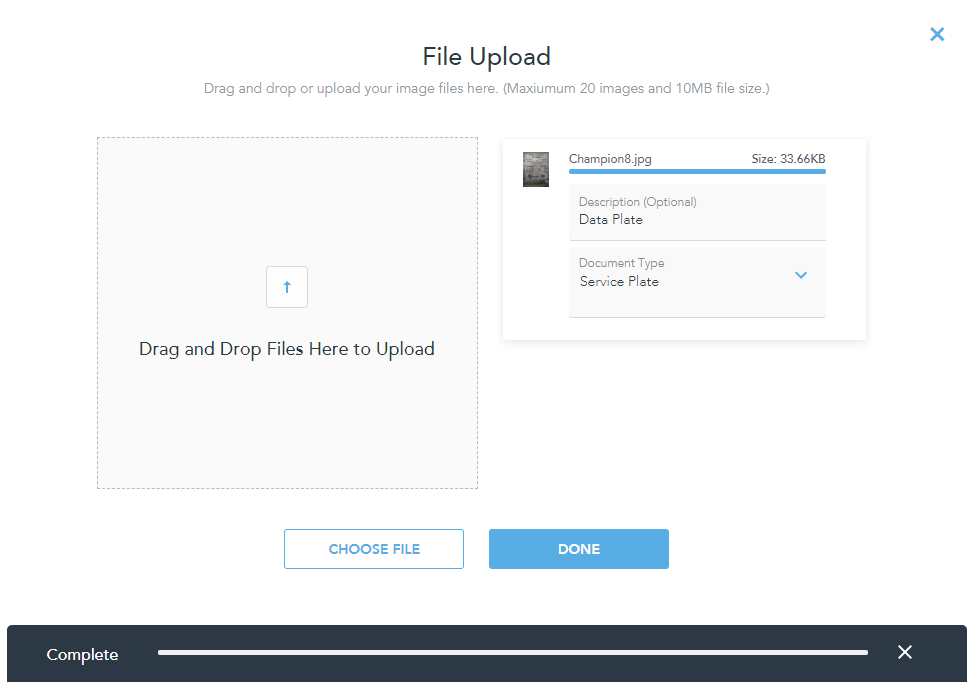 File Upload
Drag and drop or upload your image files here. (Maxiumum 20 images and 10MB file size.)
Champion8.jpg Size: 33.66KB
Description (Optional)
Data Plate
Document Type
Service Plate
Drag and Drop Files Here to Upload
CHOOSE FILE DONE
Complete